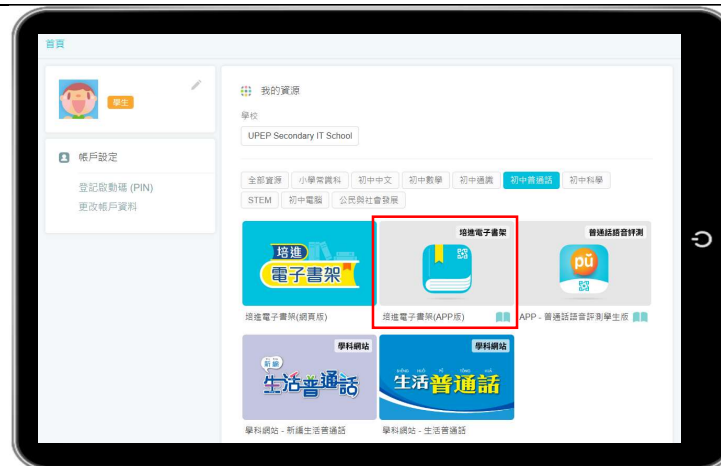 首頁
學生
帳戶設定
登記啟動碼 (PIN)
更改帳戶資料
我的資源
學校
UPEP Secondary IT School
全部資源 小學常識科 初中中文 初中數學 初中通識 初中普通話 初中科學
STEM 初中電腦 公民與社會發展
培進
電子書架
培進電子書架(網頁版)
培進電子書架
培進電子書架(APP版)
普通話語音評測
pǔ
APP - 普通話語音評測學生版
學科網站
新編
生活普通話
學科網站 - 新編生活普通話
學科網站
生活普通話
學科網站 - 生活普通話